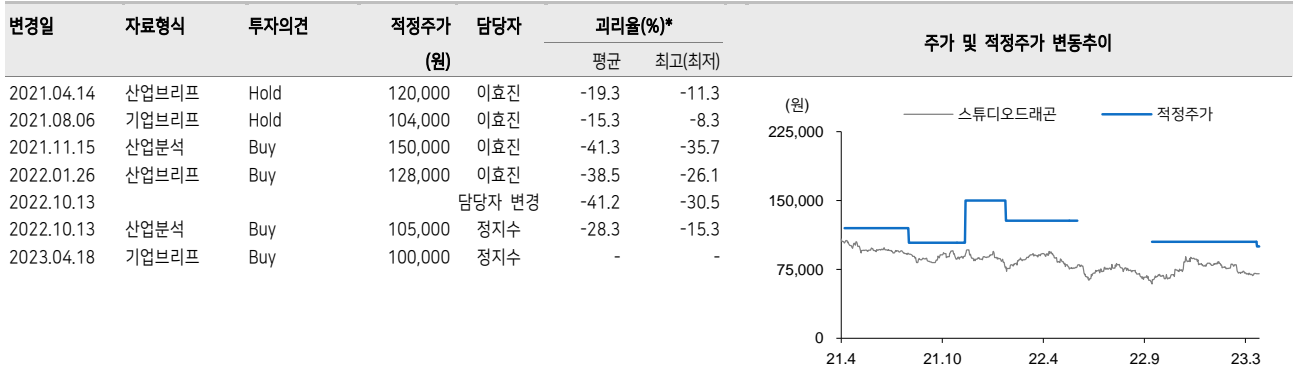 변경일 자료형식 투자의견 적정주가 담당자 괴리율(%)* 주가 및 적정주가 변동추이
(원) 평균 최고(최저)
2021.04.14 산업브리프 Hold 120,000 이효진 -19.3 -11.3
2021.08.06 기업브리프 Hold 104,000 이효진 -15.3 -8.3
2021.11.15 산업분석 Buy 150,000 이효진 -41.3 -35.7
2022.01.26 산업브리프 Buy 128,000 이효진 -38.5 -26.1
2022.10.13 담당자 변경 -41.2 -30.5
2022.10.13 산업분석 Buy 105,000 정지수 -28.3 -15.3
2023.04.18 기업브리프 Buy 100,000 정지수 - -
(원)
스튜디오드래곤 적정주가
225,000
150,000
75,000
0
21.4 21.10 22.4 22.9 23.3